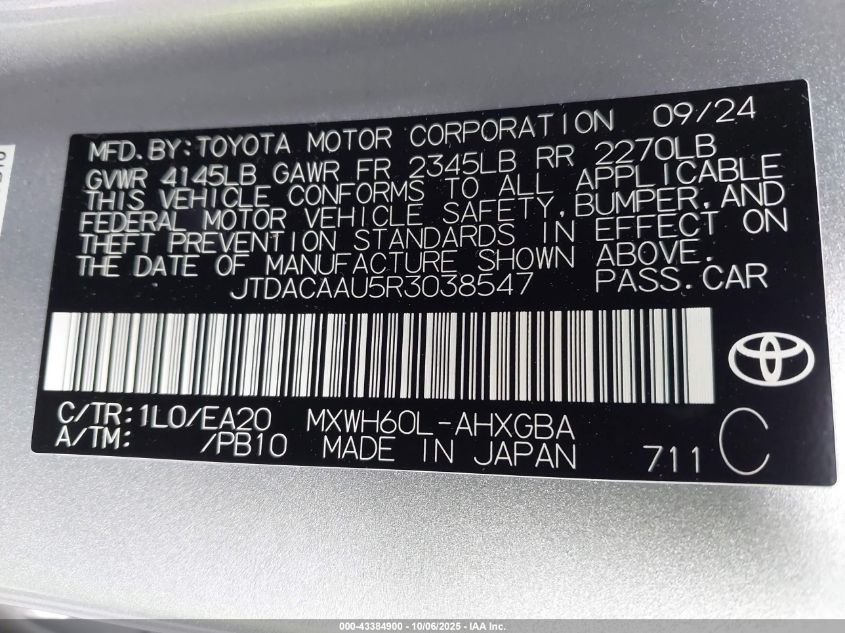 MFD.BY:TOYOTA MOTOR CORPORATION 09/24
GVWR 4145LB GAWR FR 2345LB RR 2270LB
THIS VEHICLE CONFORMS TO ALL APPLICABLE
FEDERAL MOTOR VEHICLE SAFETY,BUMPER,AND
THEFT PREVENTION STANDARDS IN EFFECT ON
THE DATE OF MANUFACTURE SHOWN ABOVE.
JTDACAAU5R3038547 PASS.CAR
C/TR:1L0/EA20 MXWH60L-AHXGBA
A/TM: /PB10 MADE IN JAPAN 711 C
000-43384900 - 10/06/2025 - IAA Inc.